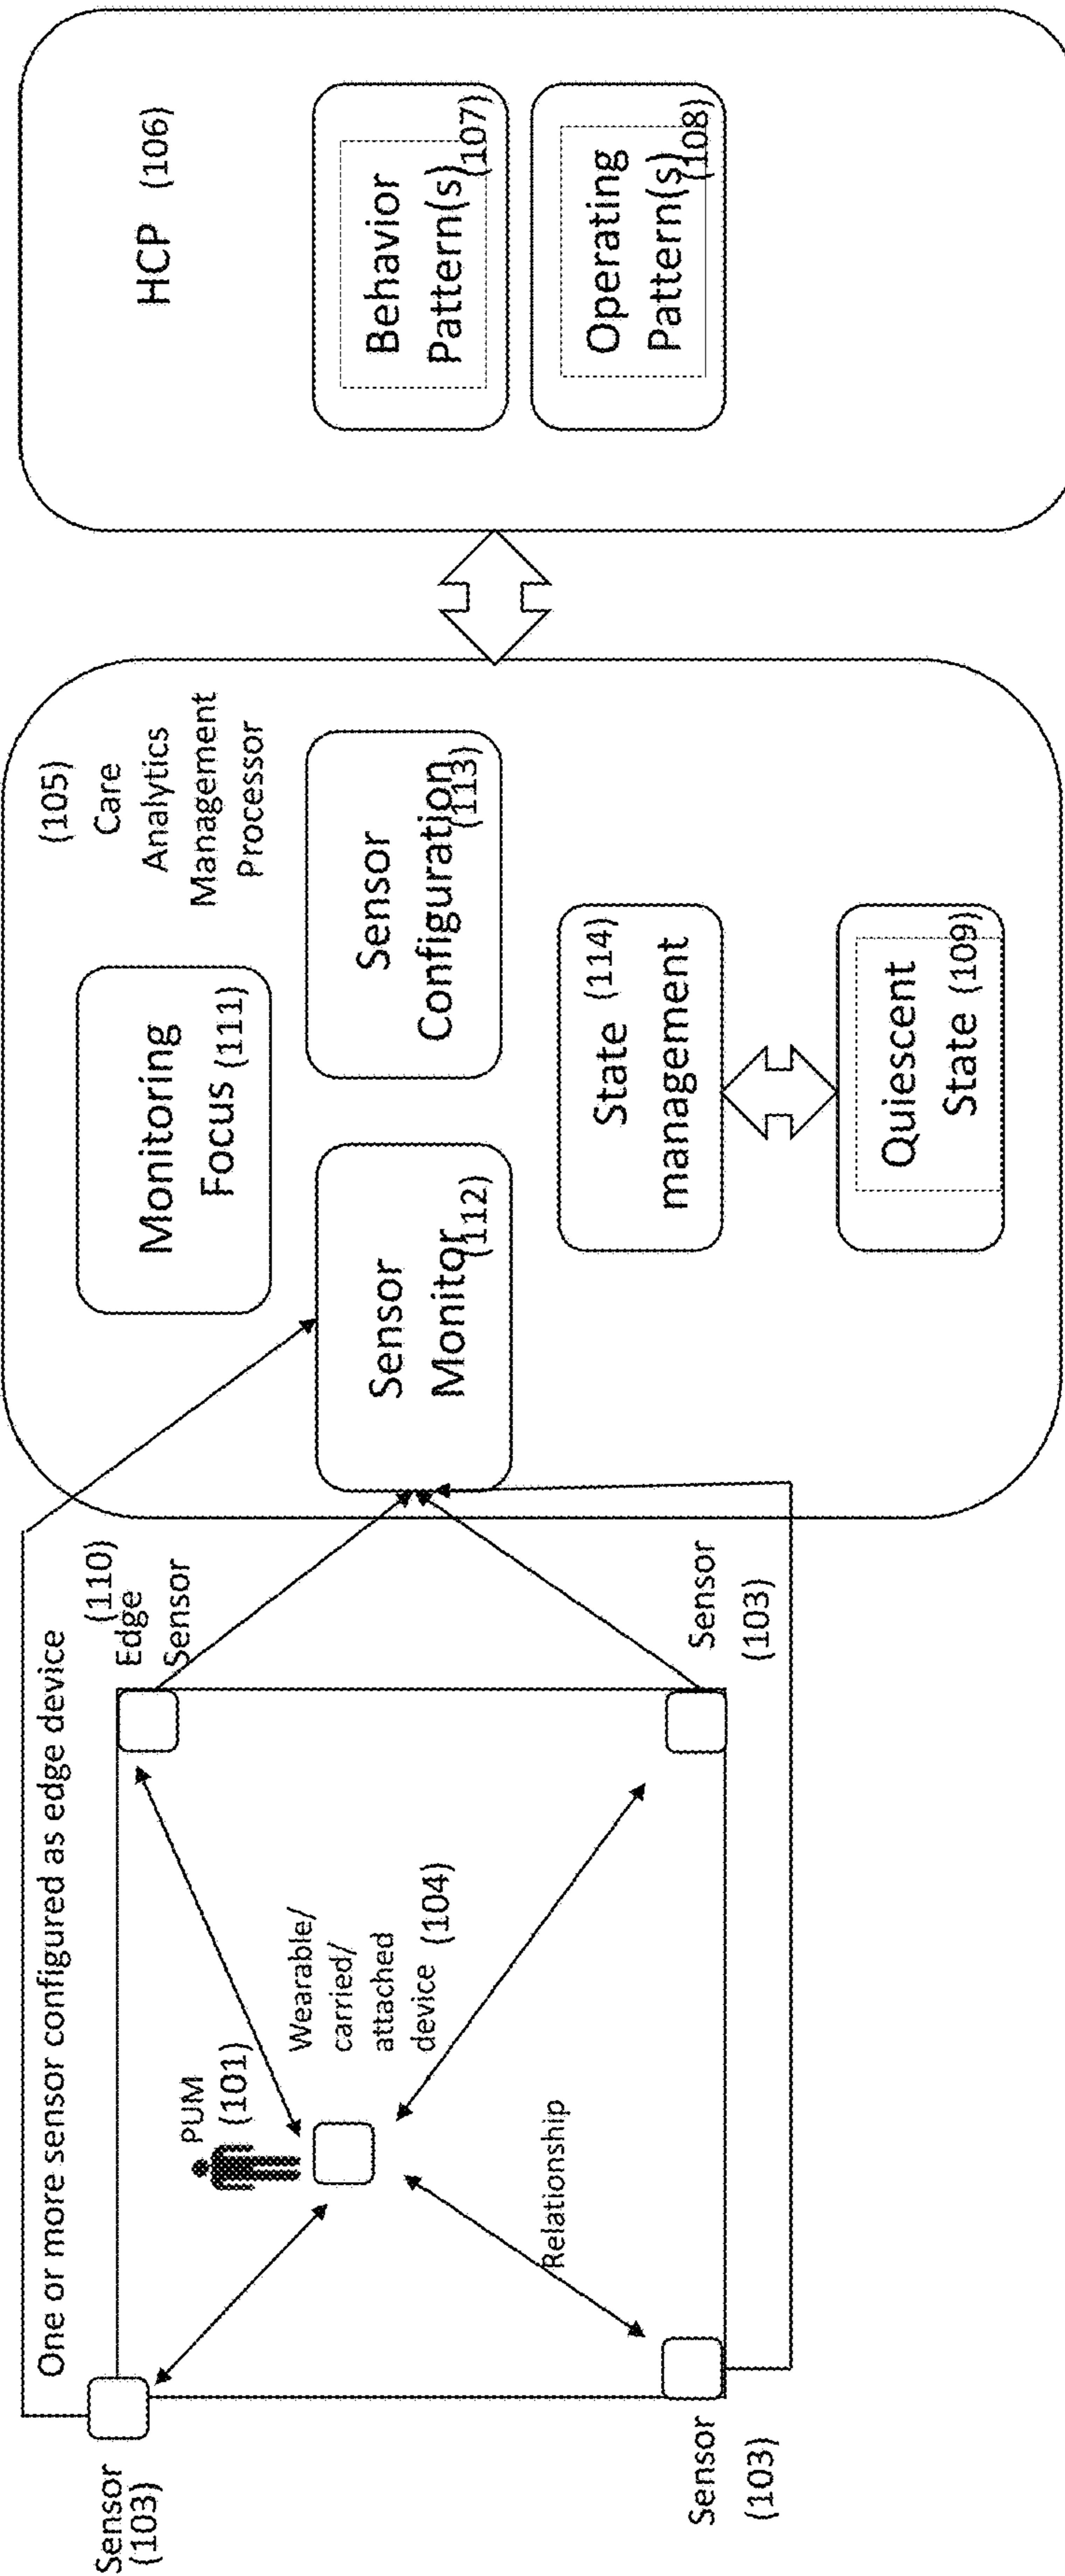 One or more sensor configured as edge device
Sensor
(103)
PUM
(101)
Wearable/
carried/
attached
device (104)
Relationship
Sensor
(103)
(110)
Edge
Sensor
Sensor
(103)
(105)
Care
Analytics
Management
Processor
Monitoring
Focus (111)
Sensor
Monitor
(112)
Sensor
Configuration
(113)
State (114)
management
Quiescent
State (109)
HCP (106)
Behavior
Pattern(s)
(107)
Operating
Pattern(s)
(108)